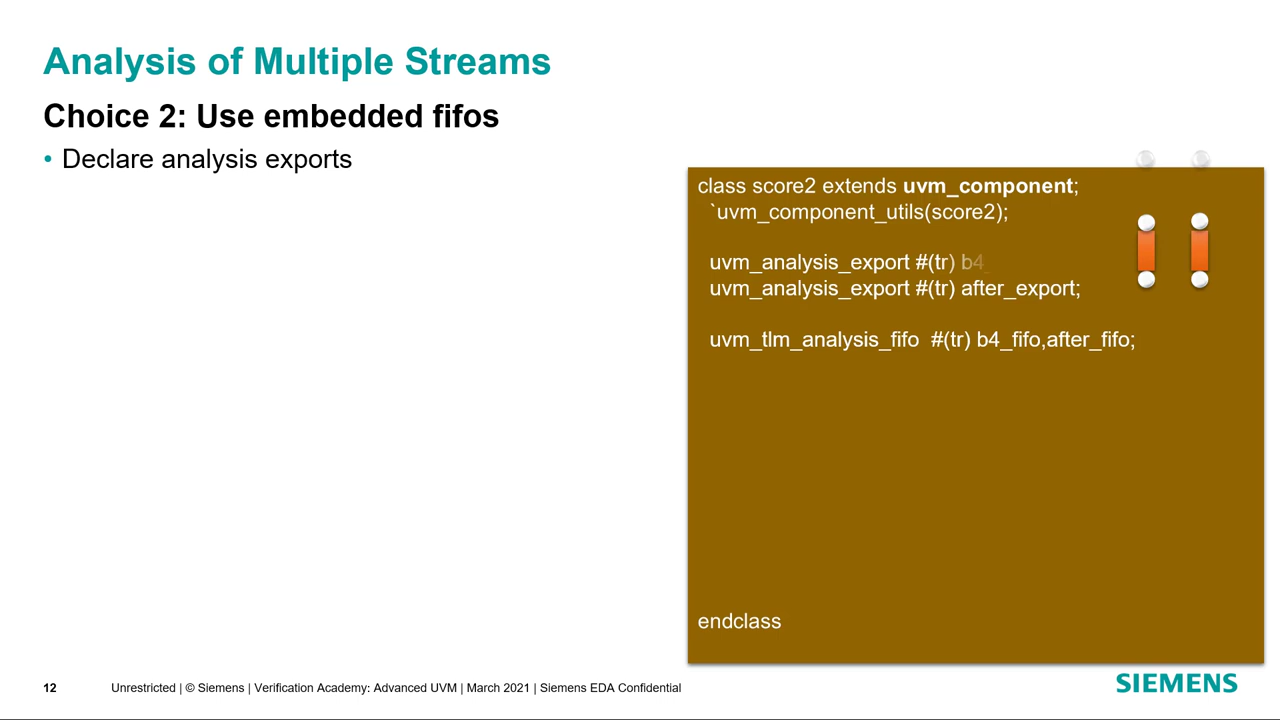 Analysis of Multiple Streams
Choice 2: Use embedded fifos
• Declare analysis exports
class score2 extends uvm_component;
`uvm_component_utils(score2);
uvm_analysis_export #(tr) b4_
uvm_analysis_export #(tr) after_export;
uvm_tlm_analysis_fifo #(tr) b4_fifo,after_fifo;
endclass
12 Unrestricted | © Siemens | Verification Academy: Advanced UVM | March 2021 | Siemens EDA Confidential
SIEMENS